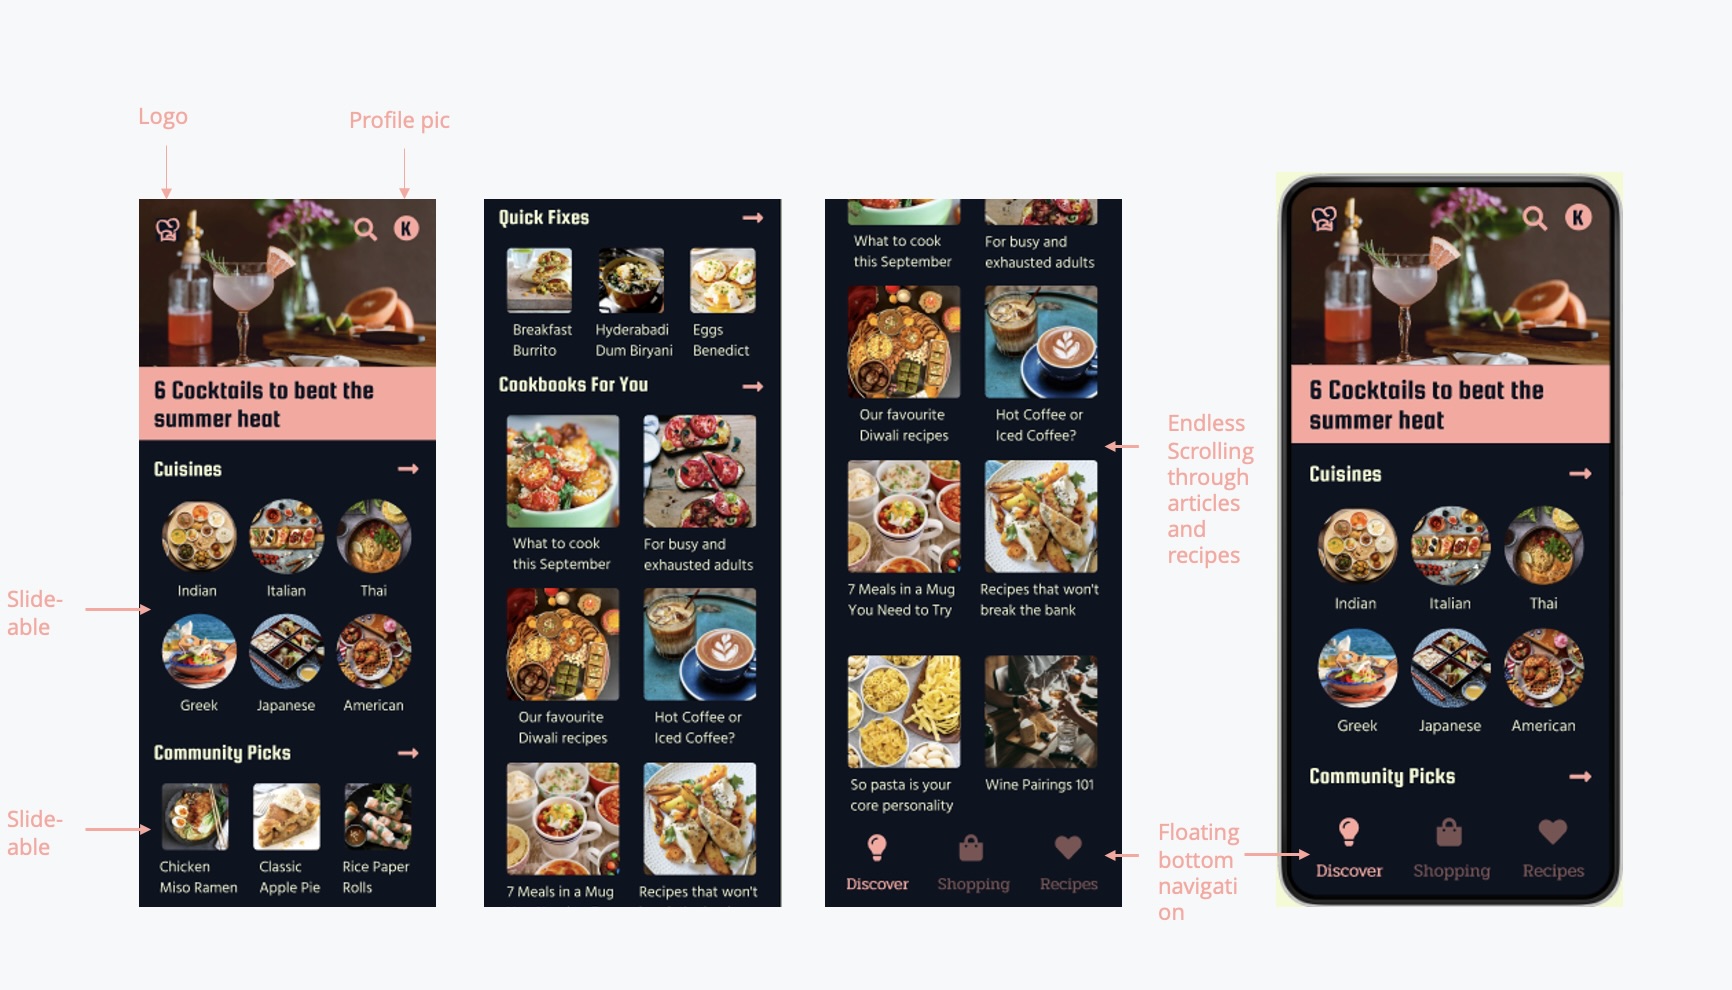 Logo
Profile pic
K
6 Cocktails to beat the
summer heat
Cuisines
Indian Italian Thai
Greek Japanese American
Community Picks
Chicken Classic Rice Paper
Miso Ramen Apple Pie Rolls
Slide-
able
Slide-
able
Quick Fixes
Breakfast Hyderabadi Eggs
Burrito Dum Biryani Benedict
Cookbooks For You
What to cook For busy and
this September exhausted adults
Our favourite Hot Coffee or
Diwali recipes Iced Coffee?
7 Meals in a Mug Recipes that won't
What to cook For busy and
this September exhausted adults
Our favourite Hot Coffee or
Diwali recipes Iced Coffee?
7 Meals in a Mug Recipes that won't
You Need to Try break the bank
So pasta is your Wine Pairings 101
core personality
Discover Shopping Recipes
Endless
Scrolling
through
articles
and
recipes
Floating
bottom
navigati
on
K
6 Cocktails to beat the
summer heat
Cuisines
Indian Italian Thai
Greek Japanese American
Community Picks
Discover Shopping Recipes